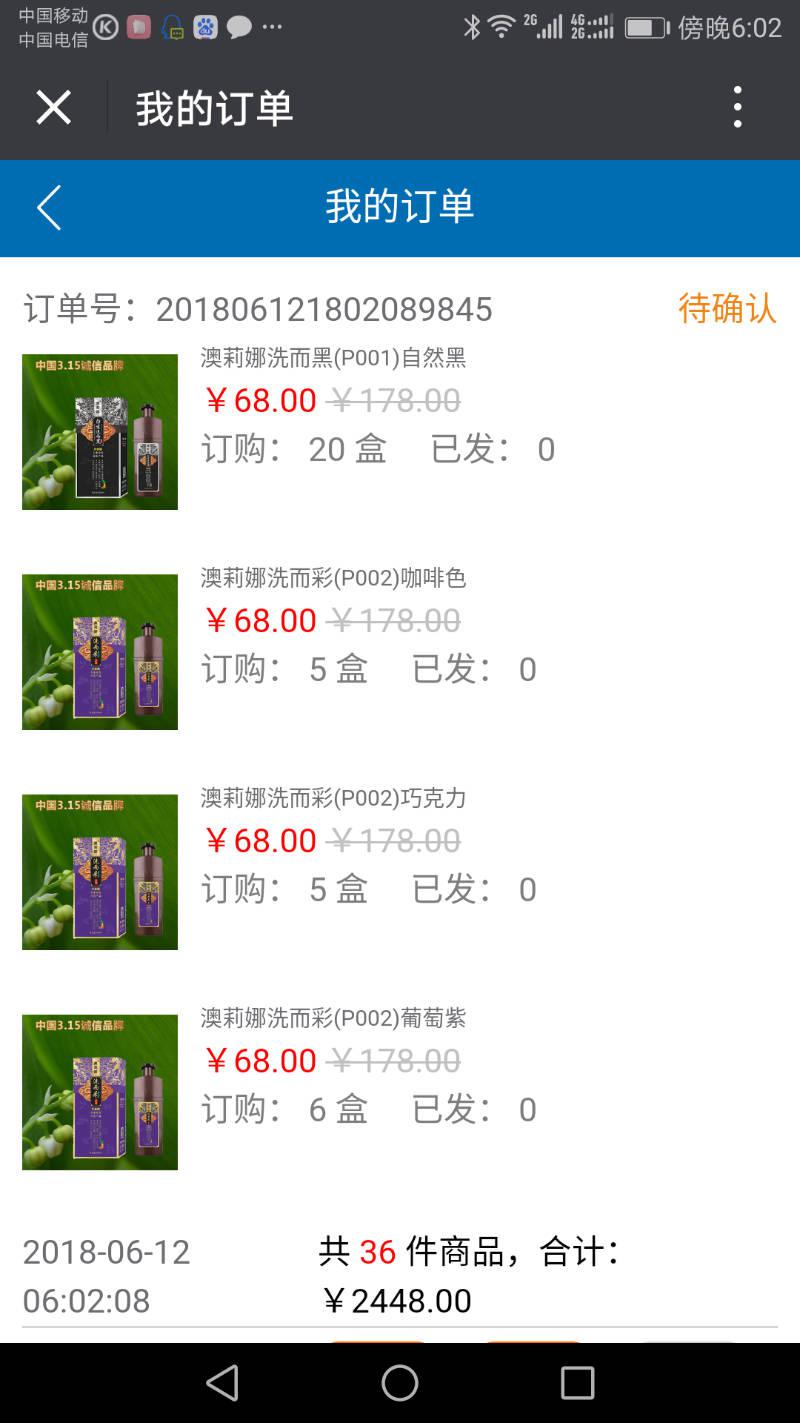 中国移动
中国电信
2G
4G
2G
傍晚6:02
我的订单
我的订单
订单号：201806121802089845
待确认
中国3.15诚信品牌
澳莉娜洗而黑(P001)自然黑
￥68.00 ￥178.00
订购： 20 盒 已发： 0
中国3.15诚信品牌
澳莉娜洗而彩(P002)咖啡色
￥68.00 ￥178.00
订购： 5 盒 已发： 0
中国3.15诚信品牌
澳莉娜洗而彩(P002)巧克力
￥68.00 ￥178.00
订购： 5 盒 已发： 0
中国3.15诚信品牌
澳莉娜洗而彩(P002)葡萄紫
￥68.00 ￥178.00
订购： 6 盒 已发： 0
2018-06-12
06:02:08
共 36 件商品，合计：
￥2448.00